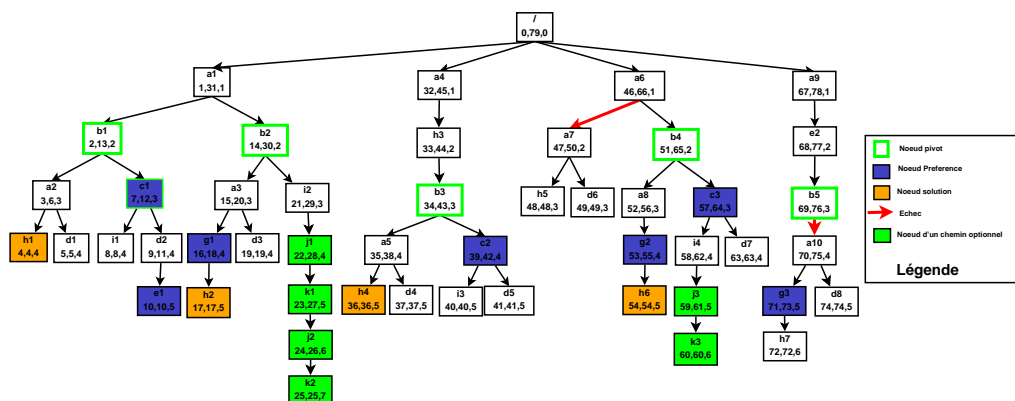 /
0,79,0
a1
1,31,1
a4
32,45,1
a6
46,66,1
a9
67,78,1
b1
2,13,2
b2
14,30,2
h3
33,44,2
a7
47,50,2
b4
51,65,2
e2
68,77,2
a2
3,6,3
c1
7,12,3
a3
15,20,3
i2
21,29,3
b3
34,43,3
h5
48,48,3
d6
49,49,3
a8
52,56,3
c3
57,64,3
b5
69,76,3
h1
4,4,4
d1
5,5,4
i1
8,8,4
d2
9,11,4
g1
16,18,4
d3
19,19,4
j1
22,28,4
a5
35,38,4
c2
39,42,4
g2
53,55,4
i4
58,62,4
d7
63,63,4
a10
70,75,4
e1
10,10,5
h2
17,17,5
k1
23,27,5
h4
36,36,5
d4
37,37,5
i3
40,40,5
d5
41,41,5
h6
54,54,5
j3
59,61,5
g3
71,73,5
d8
74,74,5
j2
24,26,6
k3
60,60,6
h7
72,72,6
k2
25,25,7
Noeud pivot
Noeud Preference
Noeud solution
Echec
Noeud d'un chemin optionnel
Légende